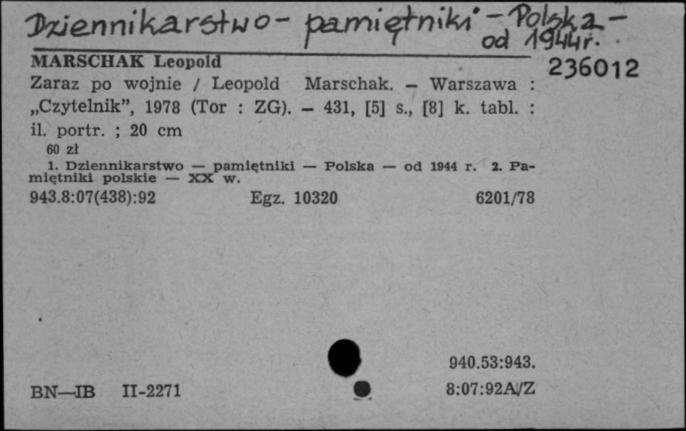 Dziennikarstwo - pamiętniki - Polska -
od 1944r.
MARSCHAK Leopold
236012
Zaraz po wojnie / Leopold Marschak. — Warszawa :
„Czytelnik”, 1978 (Tor : ZG). — 431, [5] s., [8] k. tabl. :
il. portr. ; 20 cm
60 zł
1. Dziennikarstwo — pamiętniki — Polska — od 1944 r. 2. Pa-
miętniki polskie — XX w.
943.8:07(438):92 Egz. 10320 6201/78
940.53:943.
BN—IB II-2271 8:07:92A/Z